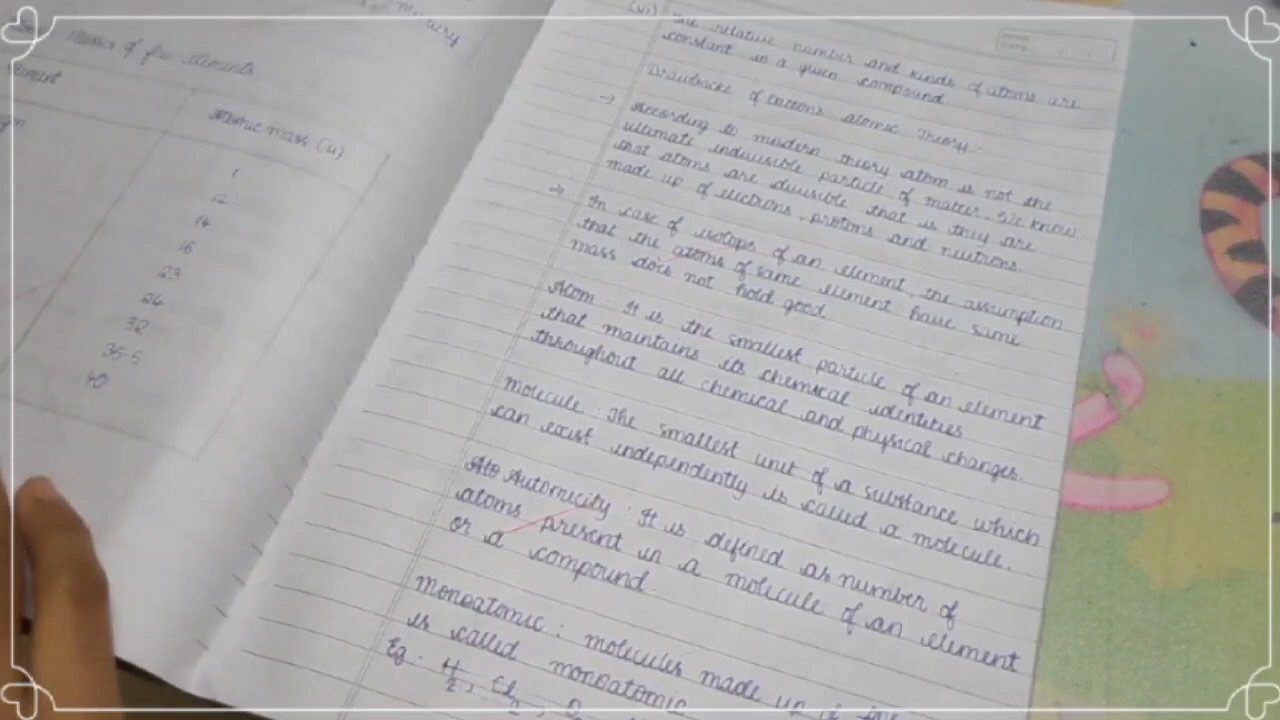 masses of few elements
Atomic mass (u)
1
12
14
16
23
24
32
35.5
40
(vi) The relative number and kinds of atoms are
constant in a given compound
Drawbacks of Daltons atomic theory:-
→ According to modern theory atom is not the
ultimate indivisible particle of matter. We know
that atoms are divisible that is they are
made up of electrons, protons and neutrons
→ In case of isotops of an element, the assumption
that the atoms of same element have same
mass does not hold good.
Atom : It is the smallest particle of an element
that maintains its chemical identities
throughout all chemical and physical changes.
Molecule : The smallest unit of a substance which
can exist independently is called a molecule.
Automicity : It is defined as number of
atoms present in a molecule of an element
or a compound.
Monoatomic : molecules made up of
is called monoatomic
Eg.